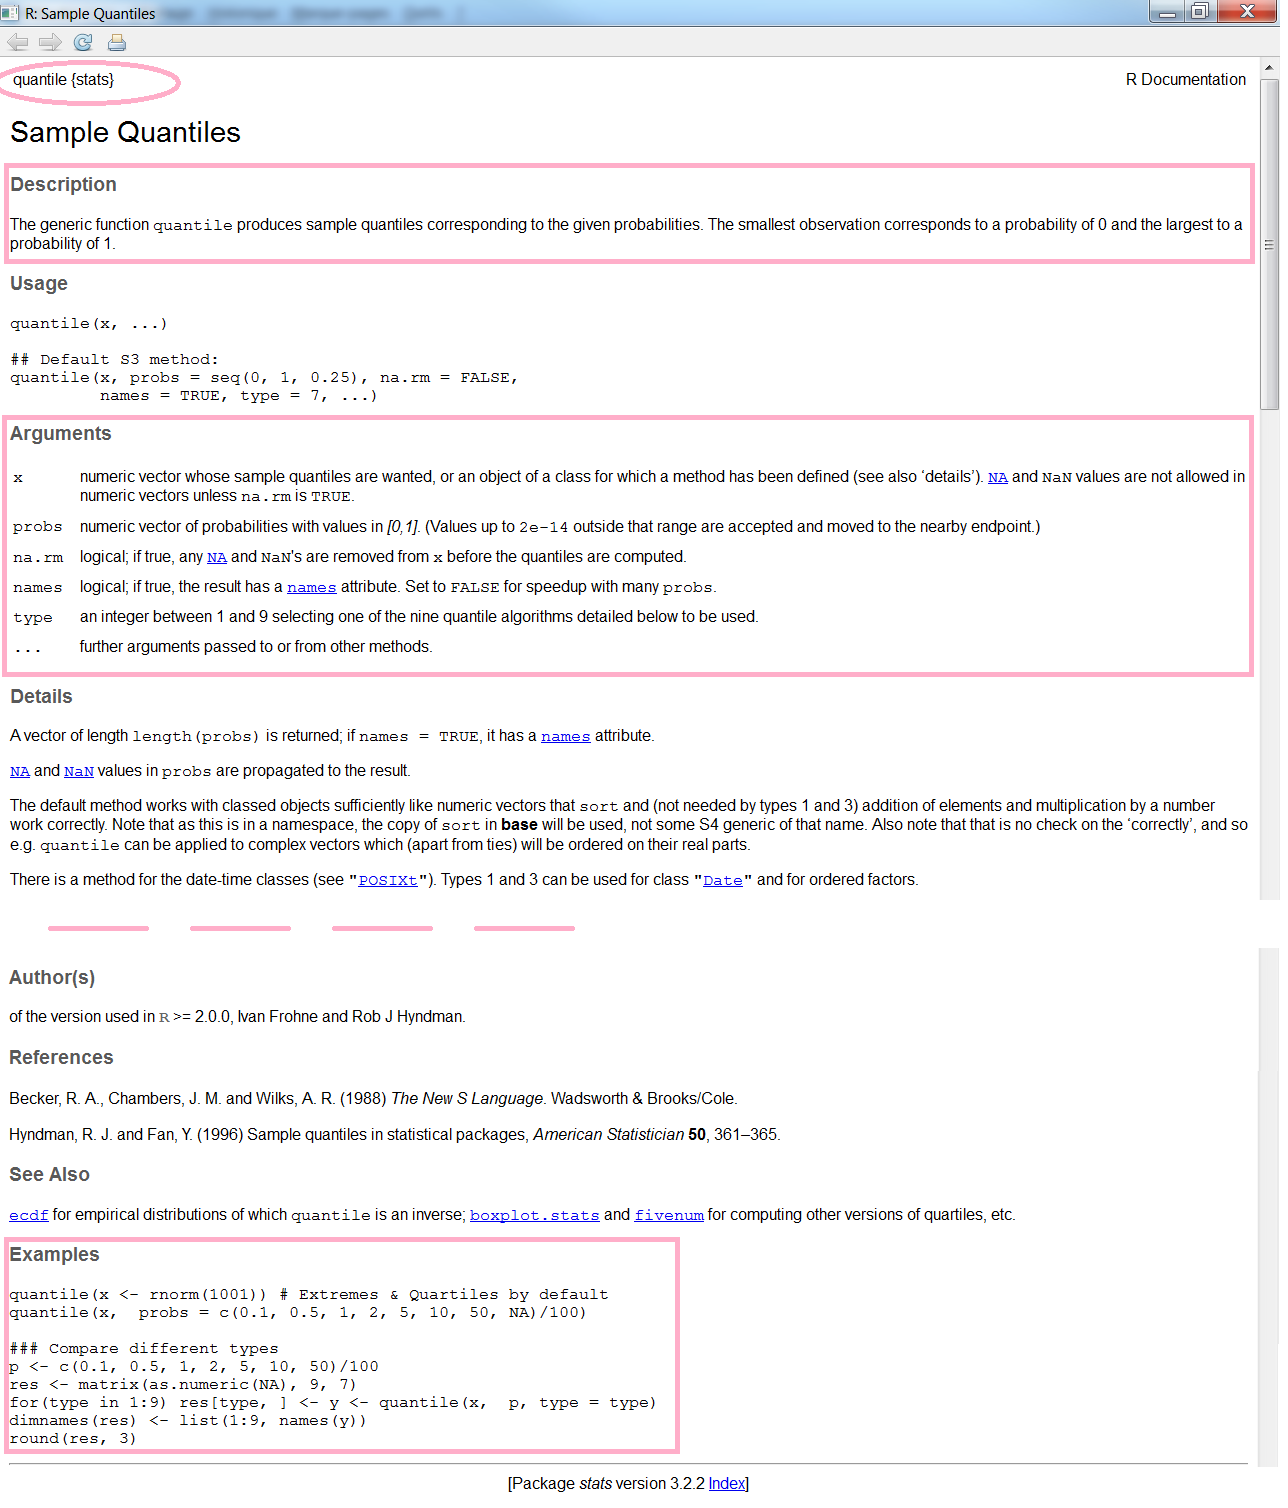 R: Sample Quantiles
quantile {stats}
R Documentation
Sample Quantiles
Description
The generic function quantile produces sample quantiles corresponding to the given probabilities. The smallest observation corresponds to a probability of 0 and the largest to a
probability of 1.
Usage
quantile(x, ...)
## Default S3 method:
quantile(x, probs = seq(0, 1, 0.25), na.rm = FALSE,
         names = TRUE, type = 7, ...)
Arguments
x numeric vector whose sample quantiles are wanted, or an object of a class for which a method has been defined (see also ‘details’). NA and NaN values are not allowed in
numeric vectors unless na.rm is TRUE.
probs numeric vector of probabilities with values in [0,1]. (Values up to 2e-14 outside that range are accepted and moved to the nearby endpoint.)
na.rm logical; if true, any NA and NaN's are removed from x before the quantiles are computed.
names logical; if true, the result has a names attribute. Set to FALSE for speedup with many probs.
type an integer between 1 and 9 selecting one of the nine quantile algorithms detailed below to be used.
... further arguments passed to or from other methods.
Details
A vector of length length(probs) is returned; if names = TRUE, it has a names attribute.
NA and NaN values in probs are propagated to the result.
The default method works with classed objects sufficiently like numeric vectors that sort and (not needed by types 1 and 3) addition of elements and multiplication by a number
work correctly. Note that as this is in a namespace, the copy of sort in base will be used, not some S4 generic of that name. Also note that that is no check on the ‘correctly’, and so
e.g. quantile can be applied to complex vectors which (apart from ties) will be ordered on their real parts.
There is a method for the date-time classes (see "POSIXt"). Types 1 and 3 can be used for class "Date" and for ordered factors.
Author(s)
of the version used in R >= 2.0.0, Ivan Frohne and Rob J Hyndman.
References
Becker, R. A., Chambers, J. M. and Wilks, A. R. (1988) The New S Language. Wadsworth & Brooks/Cole.
Hyndman, R. J. and Fan, Y. (1996) Sample quantiles in statistical packages, American Statistician 50, 361–365.
See Also
ecdf for empirical distributions of which quantile is an inverse; boxplot.stats and fivenum for computing other versions of quartiles, etc.
Examples
quantile(x <- rnorm(1001)) # Extremes & Quartiles by default
quantile(x,  probs = c(0.1, 0.5, 1, 2, 5, 10, 50, NA)/100)
### Compare different types
p <- c(0.1, 0.5, 1, 2, 5, 10, 50)/100
res <- matrix(as.numeric(NA), 9, 7)
for(type in 1:9) res[type, ] <- y <- quantile(x,  p, type = type)
dimnames(res) <- list(1:9, names(y))
round(res, 3)
[Package stats version 3.2.2 Index]